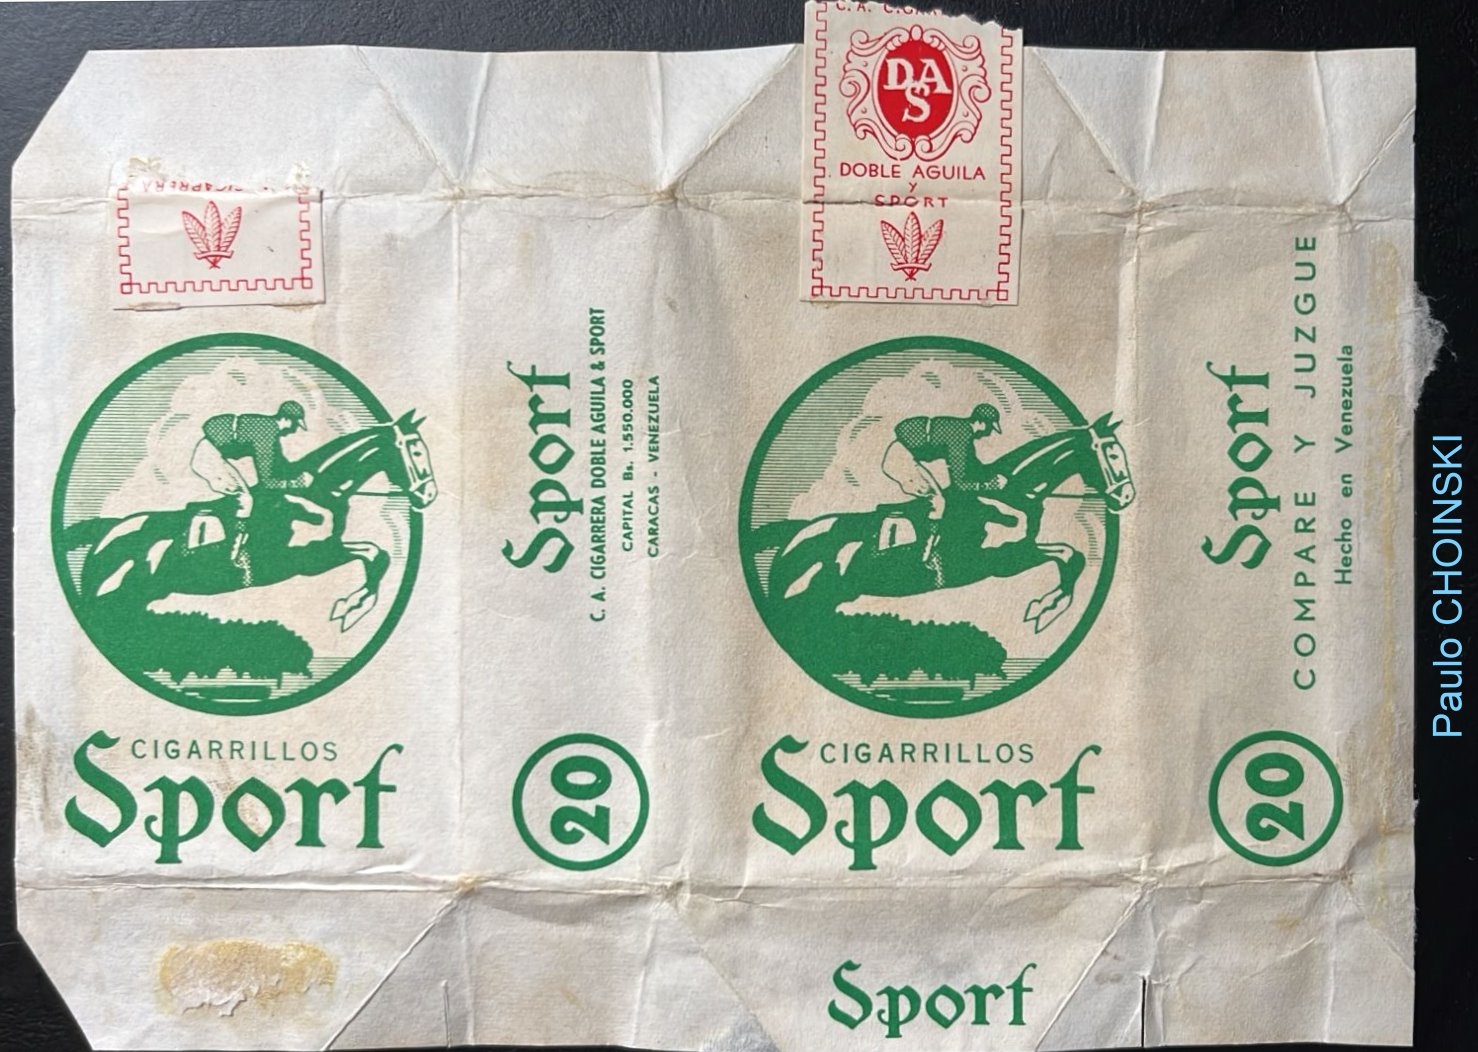 DAS
DOBLE AGUILA
Y
SPORT
CIGARRILLOS
Sport
Sport
C. A. CIGARRERA DOBLE AGUILA & SPORT
CAPITAL Bs. 1.550.000
CARACAS - VENEZUELA
20
CIGARRILLOS
Sport
Sport
COMPARE Y JUZGUE
Hecho en Venezuela
20
Sport
Paulo CHOINSKI